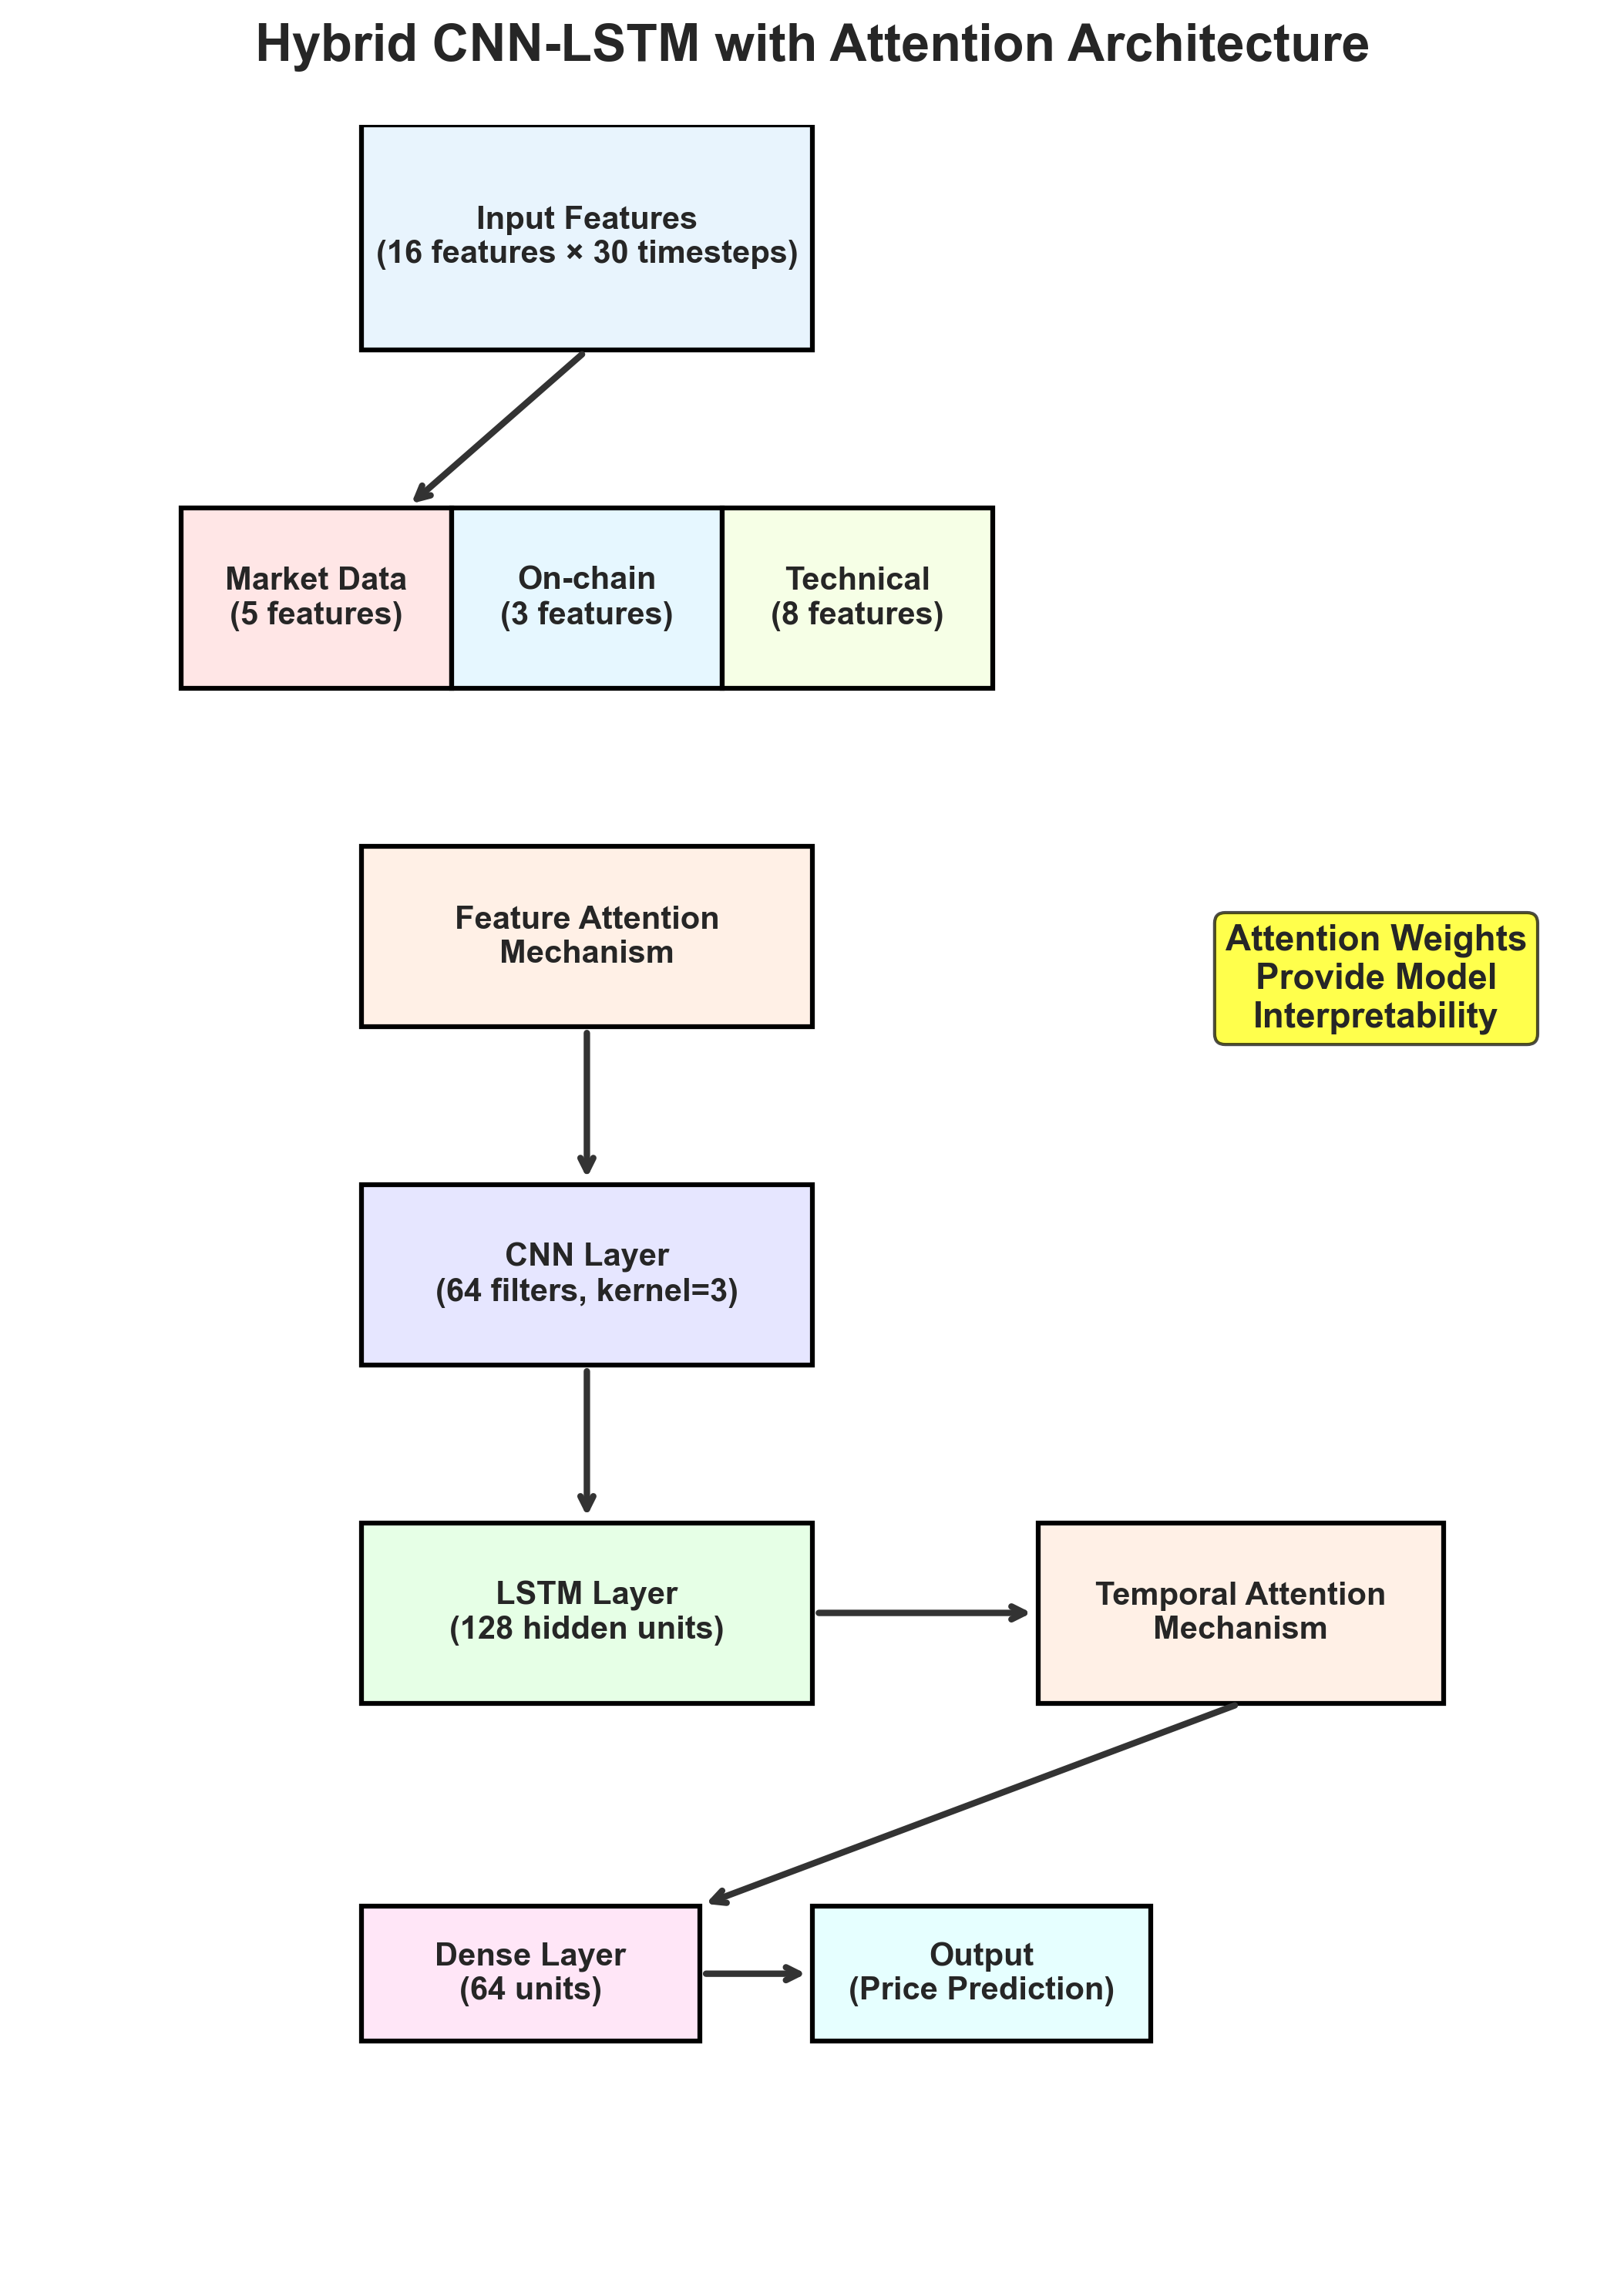 Hybrid CNN-LSTM with Attention Architecture
Input Features
(16 features × 30 timesteps)
Market Data
(5 features)
On-chain
(3 features)
Technical
(8 features)
Feature Attention
Mechanism
Attention Weights
Provide Model
Interpretability
CNN Layer
(64 filters, kernel=3)
LSTM Layer
(128 hidden units)
Temporal Attention
Mechanism
Dense Layer
(64 units)
Output
(Price Prediction)